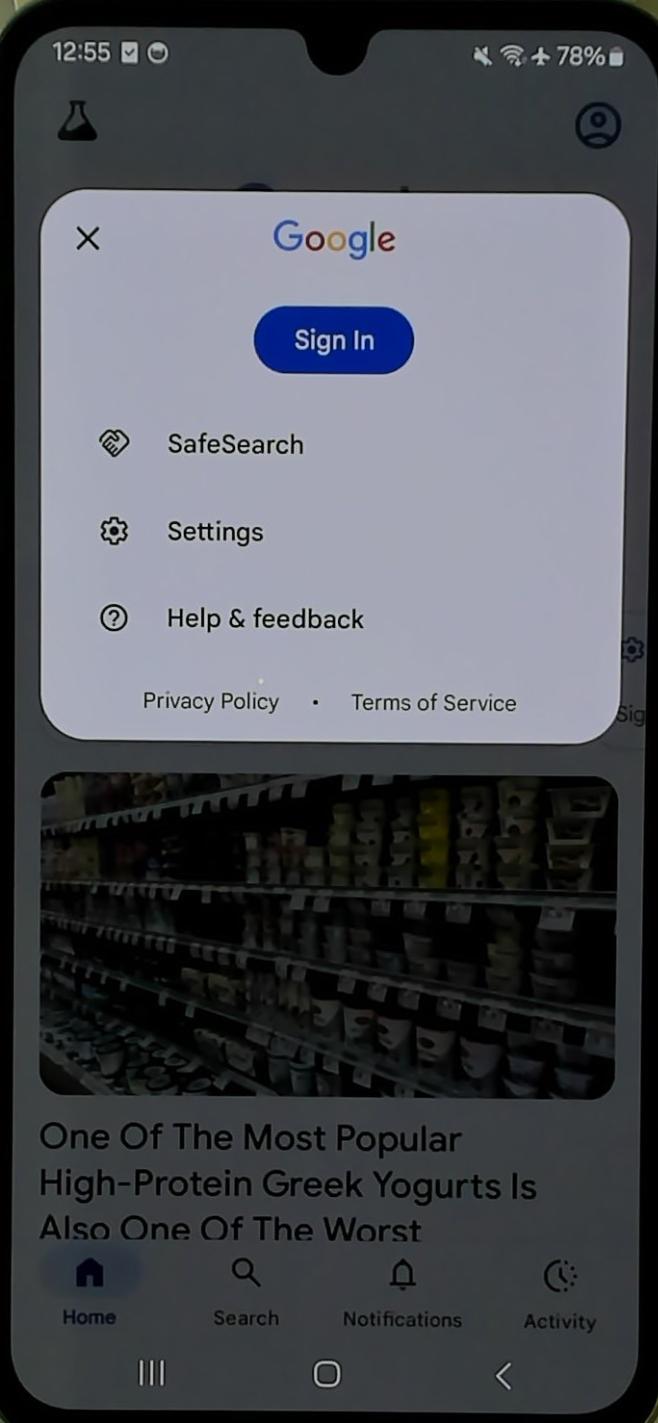 12:55
78%
Google
Sign In
SafeSearch
Settings
Help & feedback
Privacy Policy • Terms of Service
Sig
One Of The Most Popular
High-Protein Greek Yogurts Is
Also One Of The Worst
Home
Search
Notifications
Activity